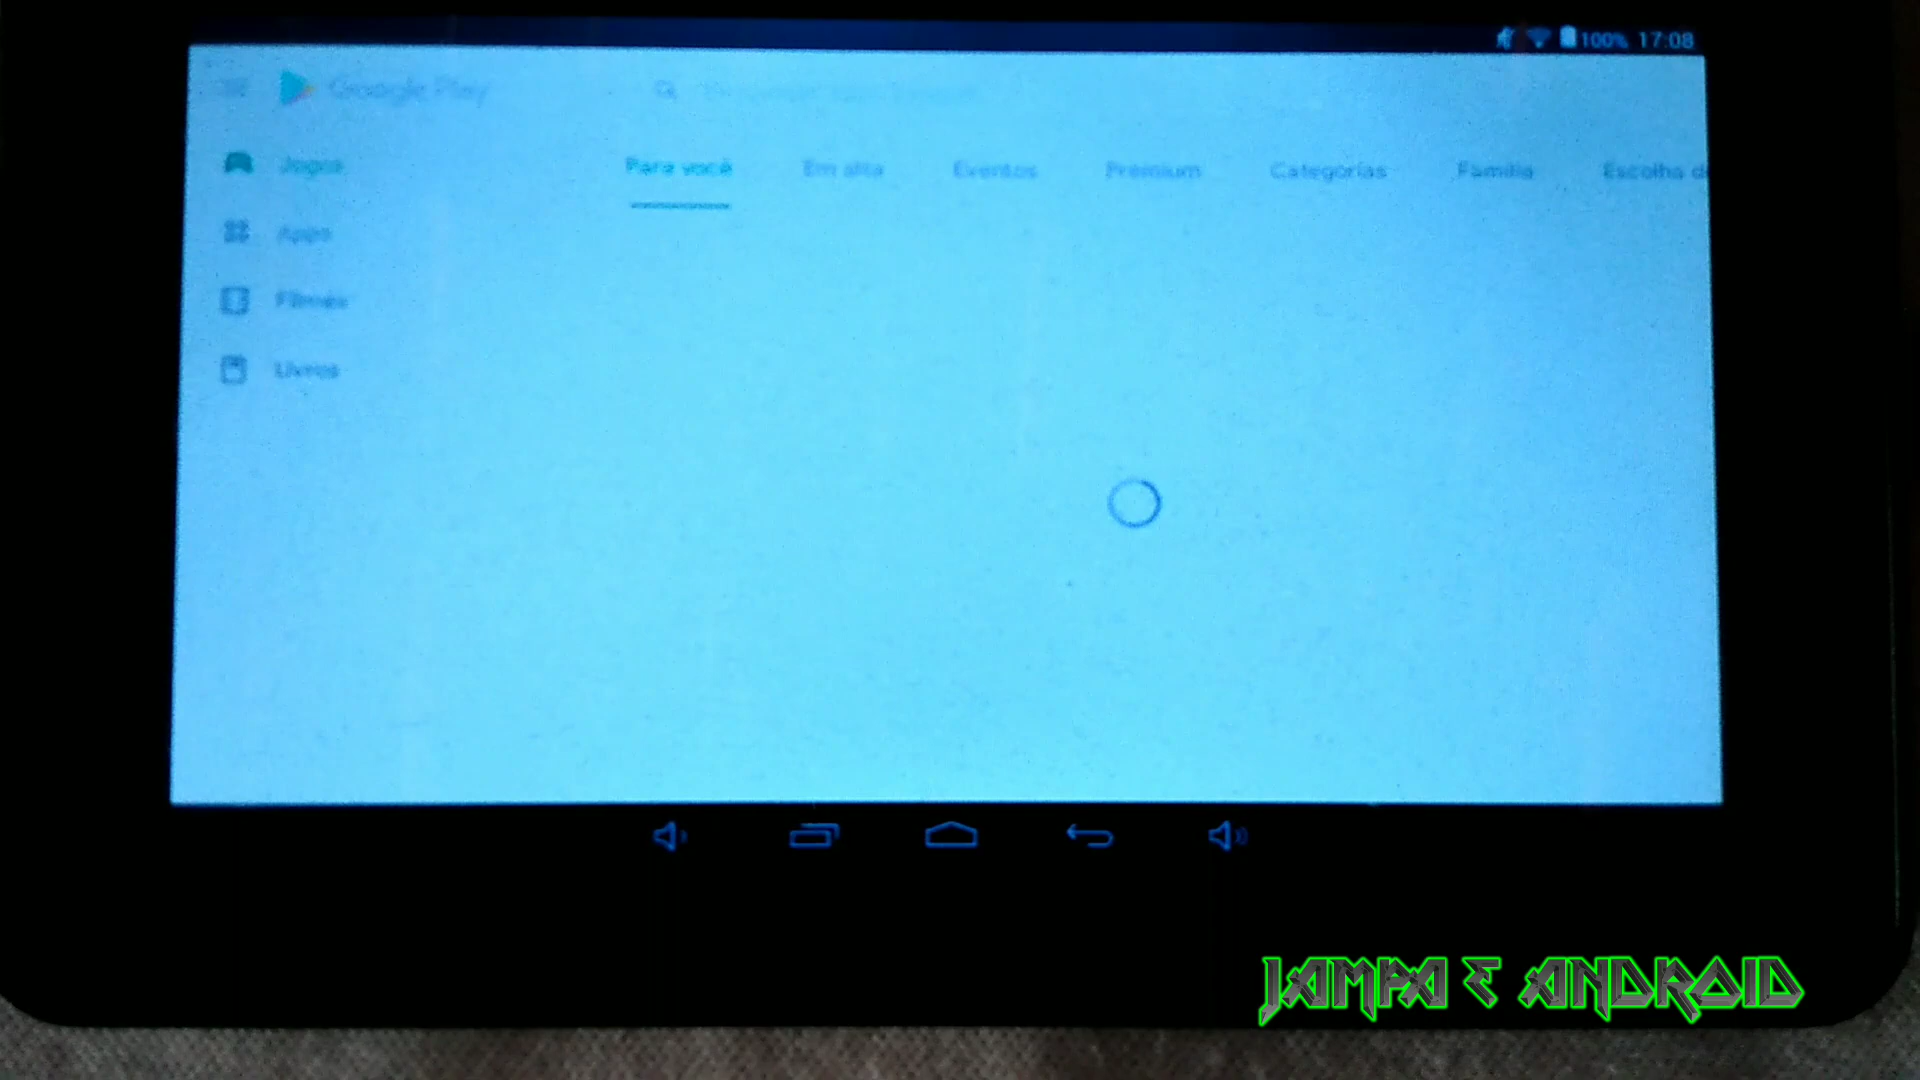 100% 17:08
Google Play
Jogos
Apps
Filmes
Livros
Para você Em alta Eventos Premium Categorias Família Escolha d
JAMPA E ANDROID